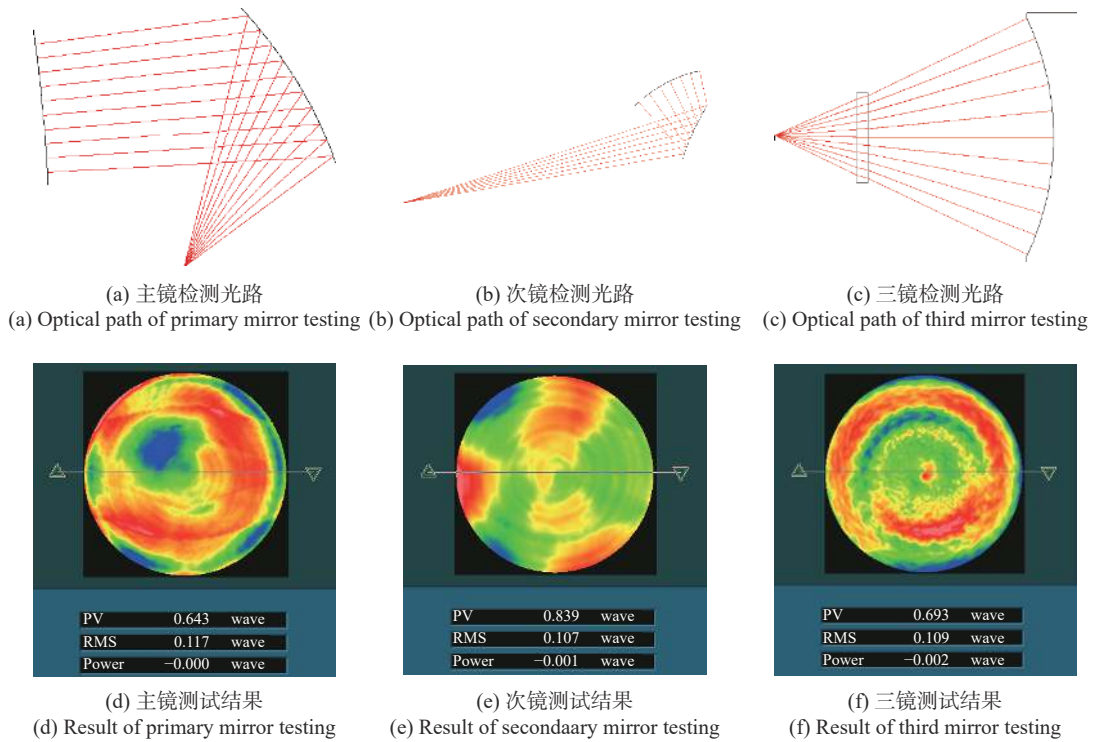 (a) 主镜检测光路
(a) Optical path of primary mirror testing
(b) 次镜检测光路
(b) Optical path of secondary mirror testing
(c) 三镜检测光路
(c) Optical path of third mirror testing
PV 0.643 wave
RMS 0.117 wave
Power −0.000 wave
PV 0.839 wave
RMS 0.107 wave
Power −0.001 wave
PV 0.693 wave
RMS 0.109 wave
Power −0.002 wave
(d) 主镜测试结果
(d) Result of primary mirror testing
(e) 次镜测试结果
(e) Result of secondaary mirror testing
(f) 三镜测试结果
(f) Result of third mirror testing